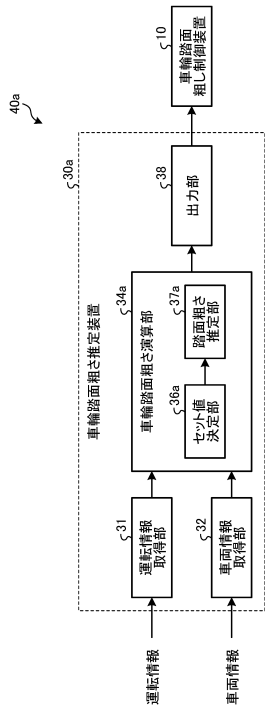 40a
30a
車輪踏面粗さ推定装置
運転情報
31
運転情報
取得部
車両情報
32
車両情報
取得部
34a
車輪踏面粗さ演算部
36a
セット値
決定部
37a
踏面粗さ
推定部
38
出力部
10
車輪踏面
粗し制御装置